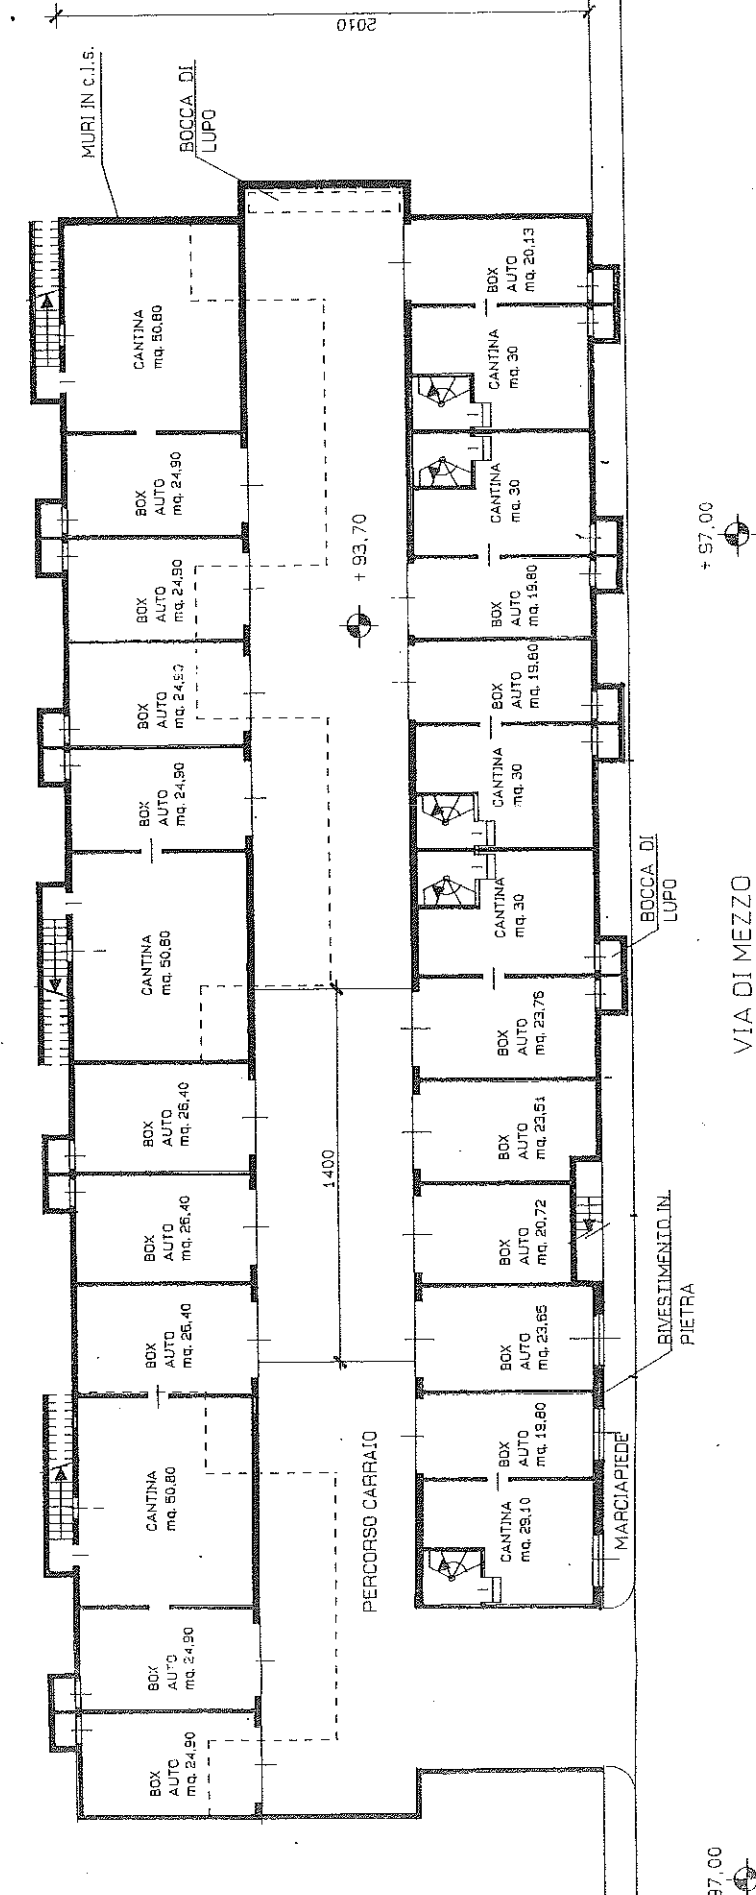 2010
MURI IN c.l.s.
BOCCA DI
LUPO
CANTINA
mq. 50,80
BOX
AUTO
mq. 24,90
BOX
AUTO
mq. 24,90
BOX
AUTO
mq. 24,90
BOX
AUTO
mq. 24,90
CANTINA
mq. 50,80
BOX
AUTO
mq. 26,40
BOX
AUTO
mq. 26,40
BOX
AUTO
mq. 26,40
CANTINA
mq. 50,80
BOX
AUTO
mq. 24,90
BOX
AUTO
mq. 24,90
+ 93,70
1400
PERCORSO CARRAIO
BOX
AUTO
mq. 20,13
CANTINA
mq. 30
CANTINA
mq. 30
BOX
AUTO
mq. 19,80
BOX
AUTO
mq. 19,80
CANTINA
mq. 30
CANTINA
mq. 30
BOX
AUTO
mq. 23,76
BOX
AUTO
mq. 23,51
BOX
AUTO
mq. 20,72
BOX
AUTO
mq. 23,65
BOX
AUTO
mq. 19,80
CANTINA
mq. 29,10
BOCCA DI
LUPO
RIVESTIMENTO IN
PIETRA
MARCIAPIEDE
+ 97,00
VIA DI MEZZO
97,00